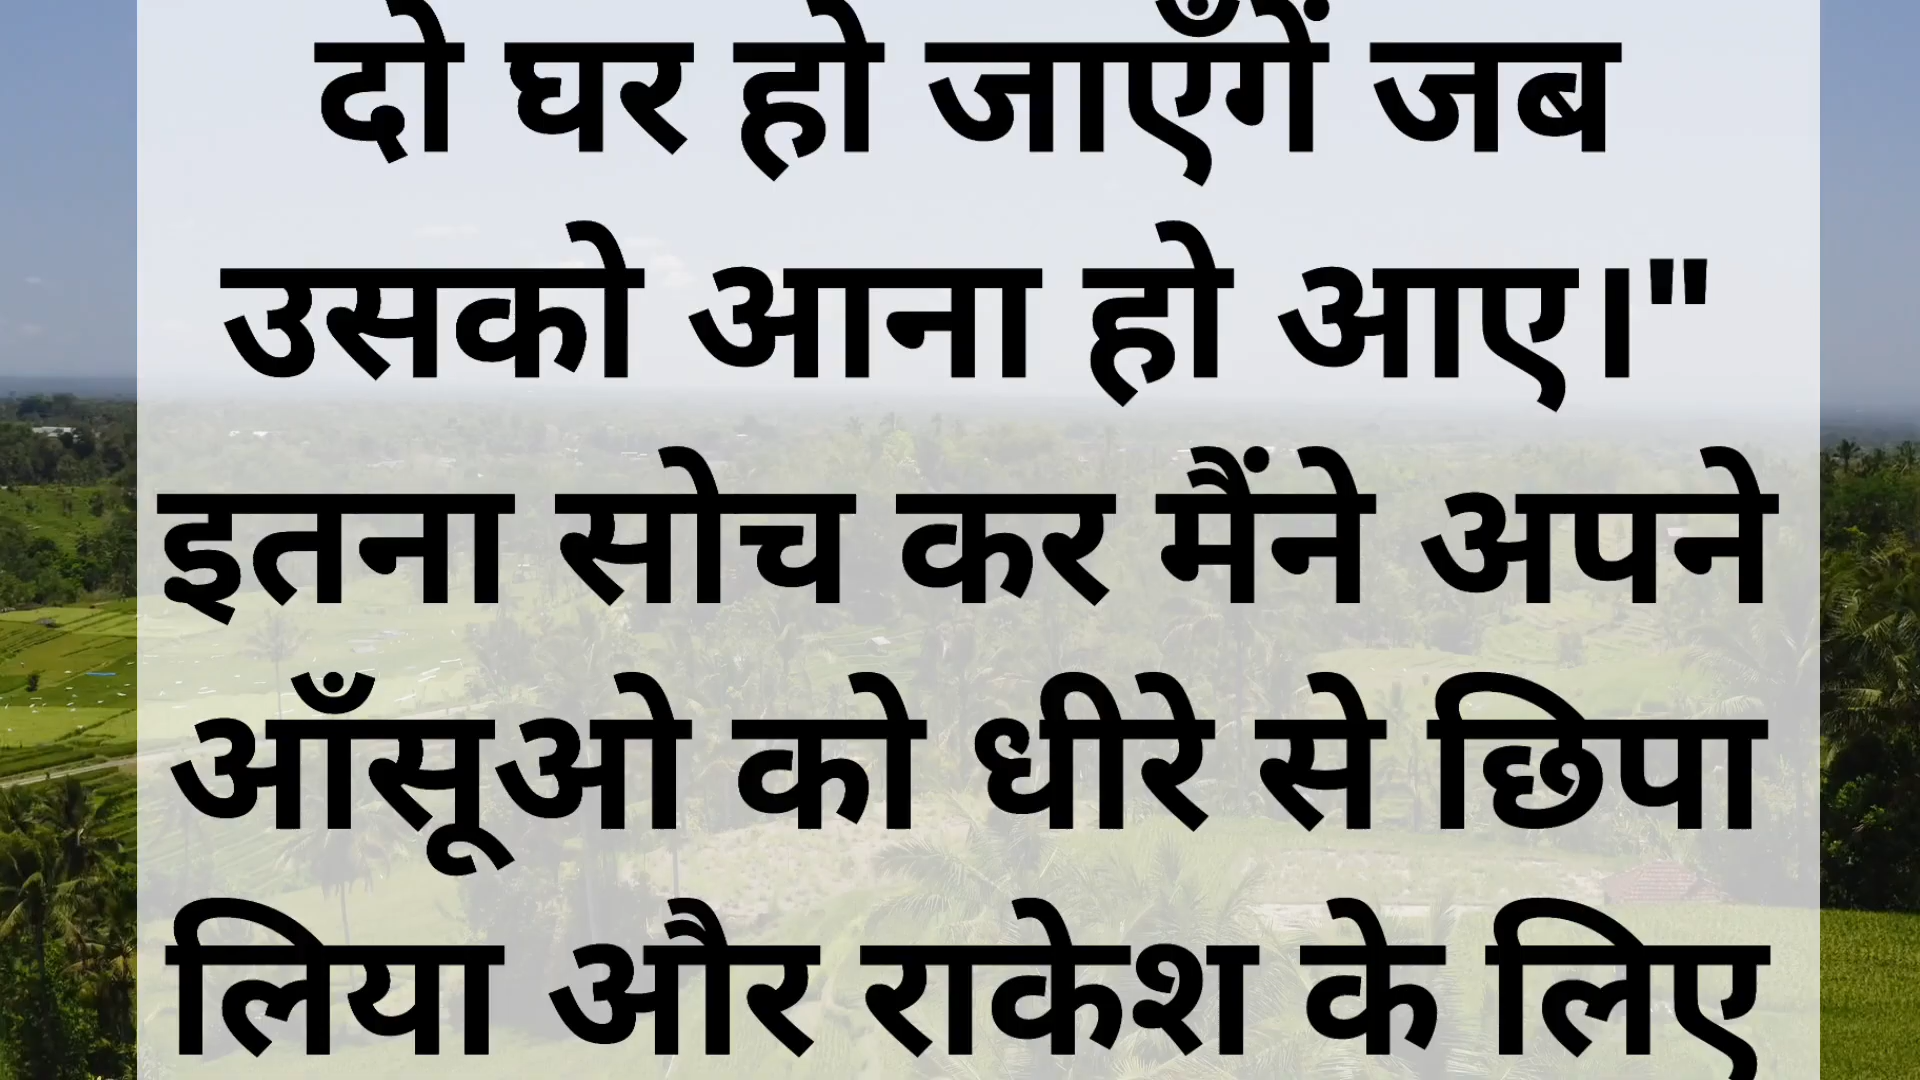 दो घर हो जाएँगें जब
उसको आना हो आए।"
इतना सोच कर मैंने अपने
आँसूओ को धीरे से छिपा
लिया और राकेश के लिए